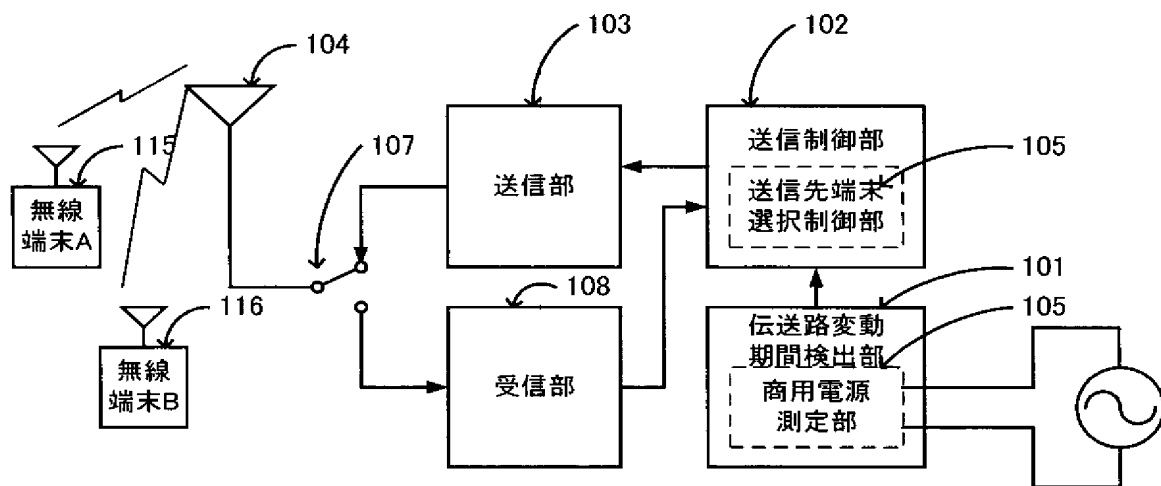 104
103
102
115
無線
端末A
107
送信部
送信制御部
105
送信先端末
選択制御部
116
無線
端末B
108
受信部
101
伝送路変動
期間検出部
105
商用電源
測定部